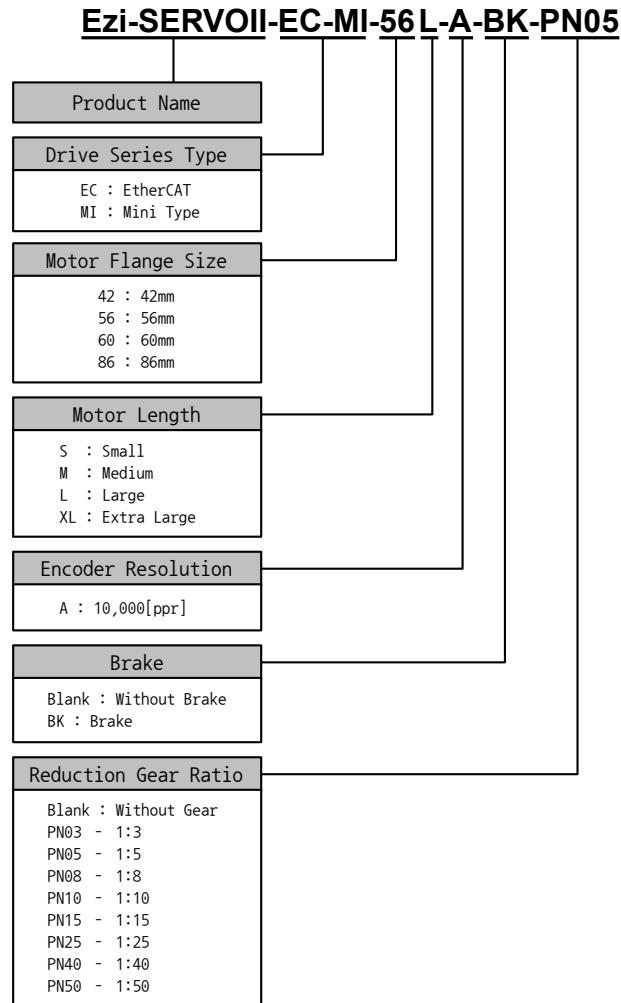 Ezi-SERVOII-EC-MI-56L-A-BK-PN05
Product Name
Drive Series Type
EC : EtherCAT
MI : Mini Type
Motor Flange Size
42 : 42mm
56 : 56mm
60 : 60mm
86 : 86mm
Motor Length
S : Small
M : Medium
L : Large
XL : Extra Large
Encoder Resolution
A : 10,000[ppr]
Brake
Blank : Without Brake
BK : Brake
Reduction Gear Ratio
Blank : Without Gear
PN03 - 1:3
PN05 - 1:5
PN08 - 1:8
PN10 - 1:10
PN15 - 1:15
PN25 - 1:25
PN40 - 1:40
PN50 - 1:50